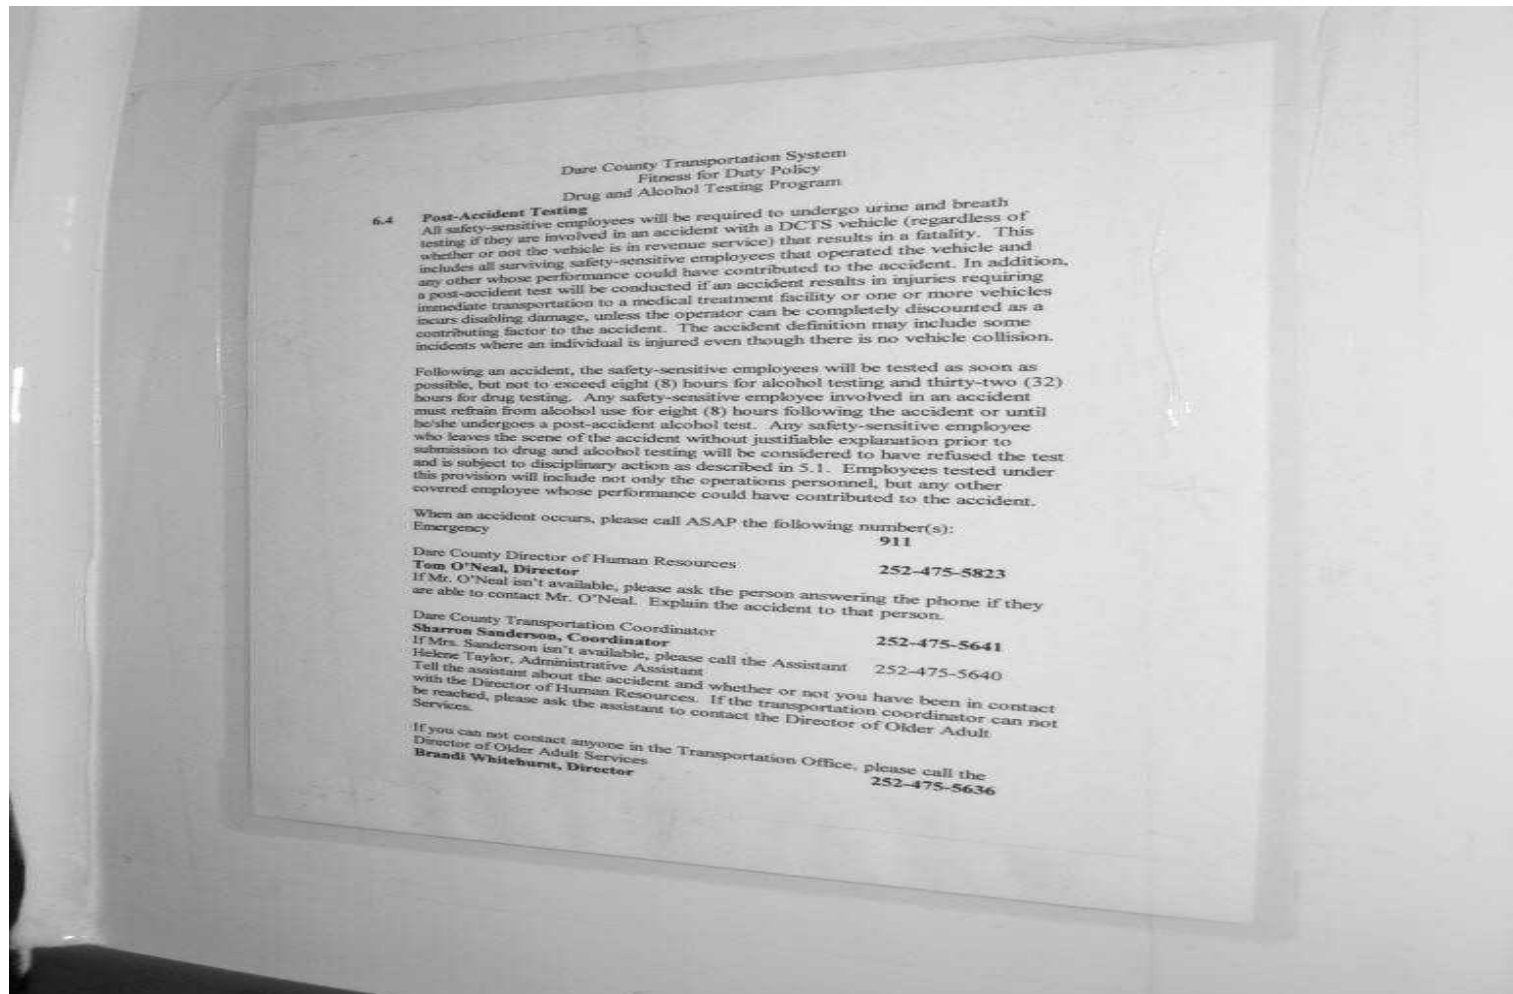 Dare County Transportation System
Fitness for Duty Policy
Drug and Alcohol Testing Program
6.4 Post-Accident Testing
All safety-sensitive employees will be required to undergo urine and breath
testing if they are involved in an accident with a DCTS vehicle (regardless of
whether or not the vehicle is in revenue service) that results in a fatality. This
includes all surviving safety-sensitive employees that operated the vehicle and
any other whose performance could have contributed to the accident. In addition,
a post-accident test will be conducted if an accident results in injuries requiring
immediate transportation to a medical treatment facility or one or more vehicles
incurs disabling damage, unless the operator can be completely discounted as a
contributing factor to the accident. The accident definition may include some
incidents where an individual is injured even though there is no vehicle collision.
Following an accident, the safety-sensitive employees will be tested as soon as
possible, but not to exceed eight (8) hours for alcohol testing and thirty-two (32)
hours for drug testing. Any safety-sensitive employee involved in an accident
must refrain from alcohol use for eight (8) hours following the accident or until
he/she undergoes a post-accident alcohol test. Any safety-sensitive employee
who leaves the scene of the accident without justifiable explanation prior to
submission to drug and alcohol testing will be considered to have refused the test
and is subject to disciplinary action as described in 5.1. Employees tested under
this provision will include not only the operations personnel, but any other
covered employee whose performance could have contributed to the accident.
When an accident occurs, please call ASAP the following number(s):
Emergency 911
Dare County Director of Human Resources
Tom O'Neal, Director 252-475-5823
If Mr. O'Neal isn't available, please ask the person answering the phone if they
are able to contact Mr. O'Neal. Explain the accident to that person.
Dare County Transportation Coordinator
Sharron Sanderson, Coordinator 252-475-5641
If Mrs. Sanderson isn't available, please call the Assistant 252-475-5640
Helene Taylor, Administrative Assistant
Tell the assistant about the accident and whether or not you have been in contact
with the Director of Human Resources. If the transportation coordinator can not
be reached, please ask the assistant to contact the Director of Older Adult
Services.
If you can not contact anyone in the Transportation Office, please call the
Director of Older Adult Services
Brandi Whitehurst, Director 252-475-5636